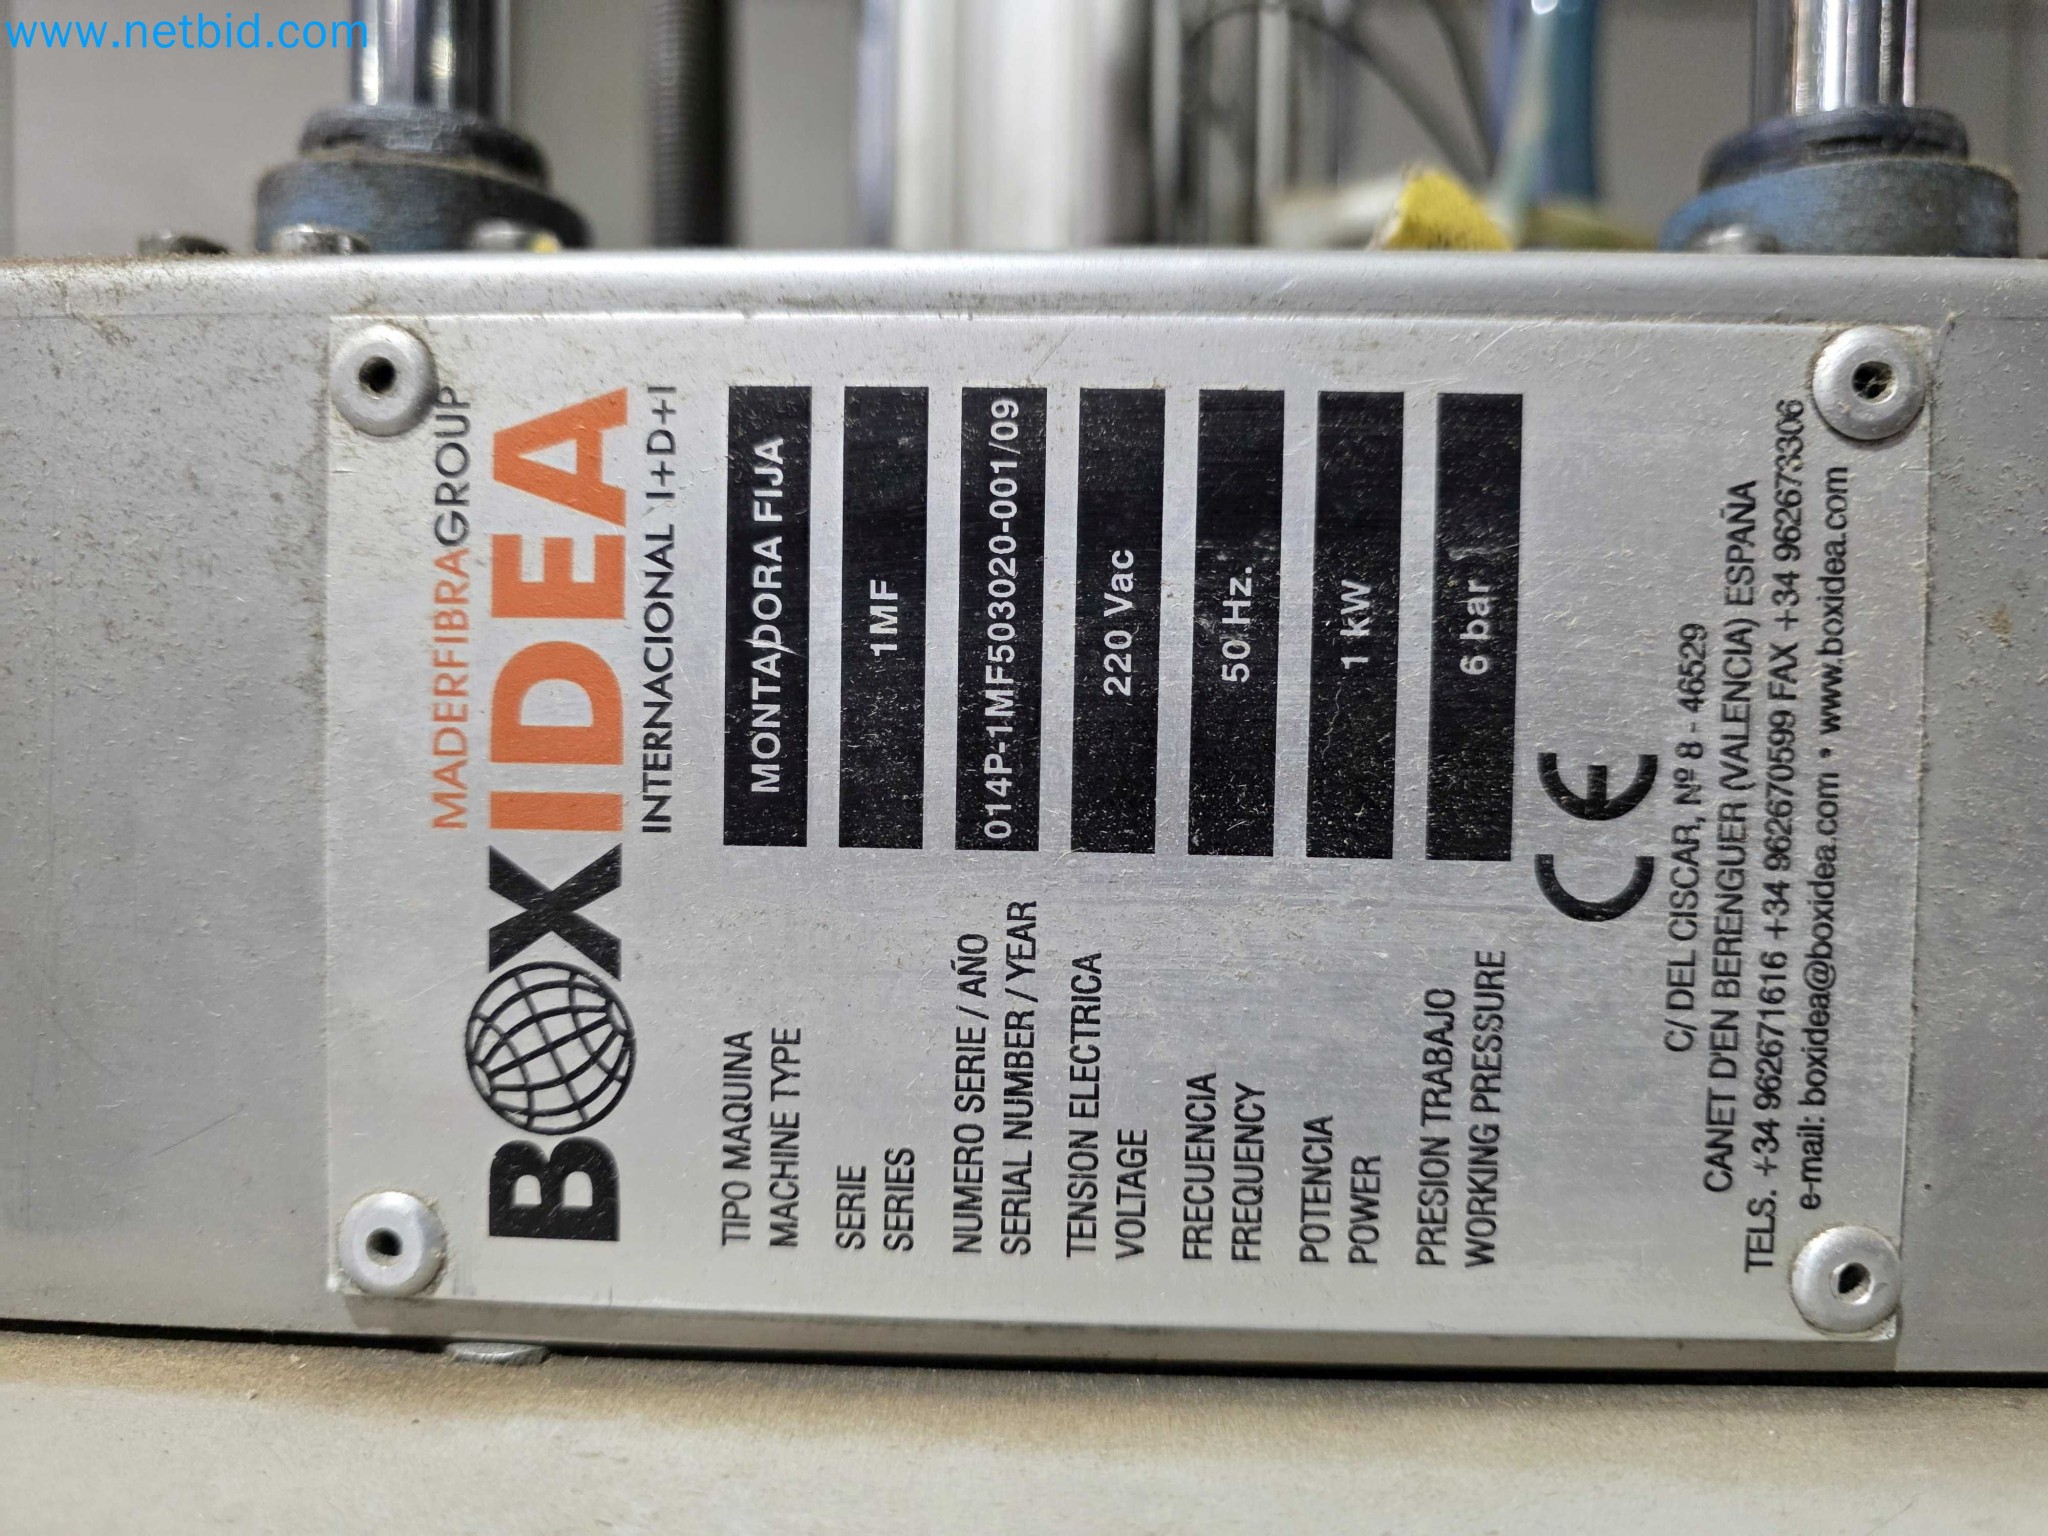 www.netbid.com
MADERFIBRAGROUP
BOXIDEA
INTERNACIONAL I+D+I
TIPO MAQUINA
MACHINE TYPE
MONTADORA FIJA
SERIE
SERIES
1MF
NUMERO SERIE / AÑO
SERIAL NUMBER / YEAR
014P-1MF503020-001/09
TENSION ELECTRICA
VOLTAGE
220 Vac
FRECUENCIA
FREQUENCY
50 Hz.
POTENCIA
POWER
1 kW
PRESION TRABAJO
WORKING PRESSURE
6 bar
CE
C/ DEL CISCAR, Nº 8 - 46529
CANET D'EN BERENGUER (VALENCIA) ESPAÑA
TELS. +34 962671616 +34 962670599 FAX +34 962673306
e-mail: boxidea@boxidea.com • www.boxidea.com